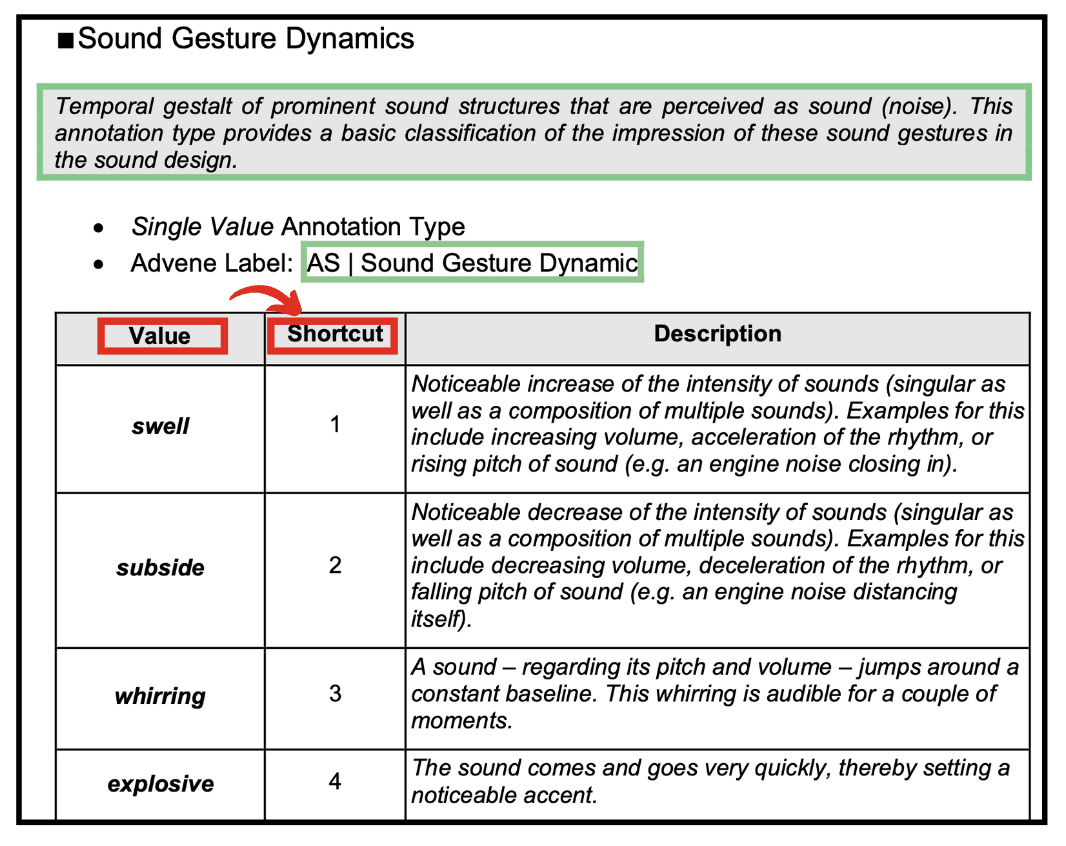 ■Sound Gesture Dynamics
Temporal gestalt of prominent sound structures that are perceived as sound (noise). This
annotation type provides a basic classification of the impression of these sound gestures in
the sound design.
• Single Value Annotation Type
• Advene Label: AS | Sound Gesture Dynamic
Value Shortcut Description
swell 1
Noticeable increase of the intensity of sounds (singular as
well as a composition of multiple sounds). Examples for this
include increasing volume, acceleration of the rhythm, or
rising pitch of sound (e.g. an engine noise closing in).
subside 2
Noticeable decrease of the intensity of sounds (singular as
well as a composition of multiple sounds). Examples for this
include decreasing volume, deceleration of the rhythm, or
falling pitch of sound (e.g. an engine noise distancing
itself).
whirring 3
A sound – regarding its pitch and volume – jumps around a
constant baseline. This whirring is audible for a couple of
moments.
explosive 4
The sound comes and goes very quickly, thereby setting a
noticeable accent.